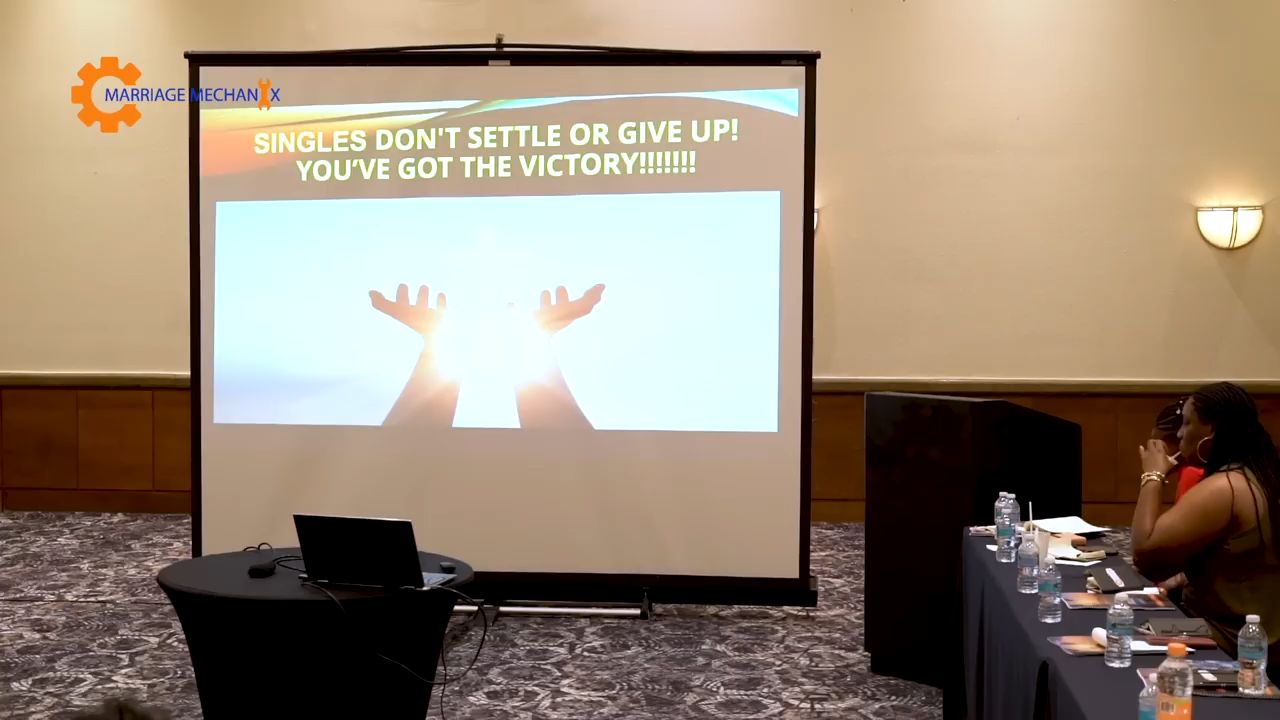 MARRIAGE MECHANIX
SINGLES DON'T SETTLE OR GIVE UP!
YOU'VE GOT THE VICTORY!!!!!!!